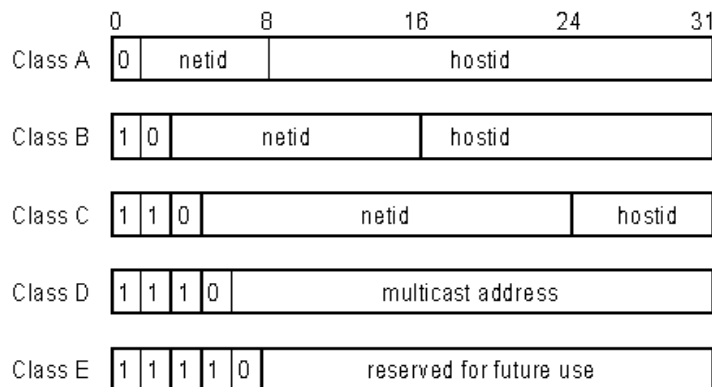 0 8 16 24 31
Class A 0 netid hostid
Class B 1 0 netid hostid
Class C 1 1 0 netid hostid
Class D 1 1 1 0 multicast address
Class E 1 1 1 1 0 reserved for future use